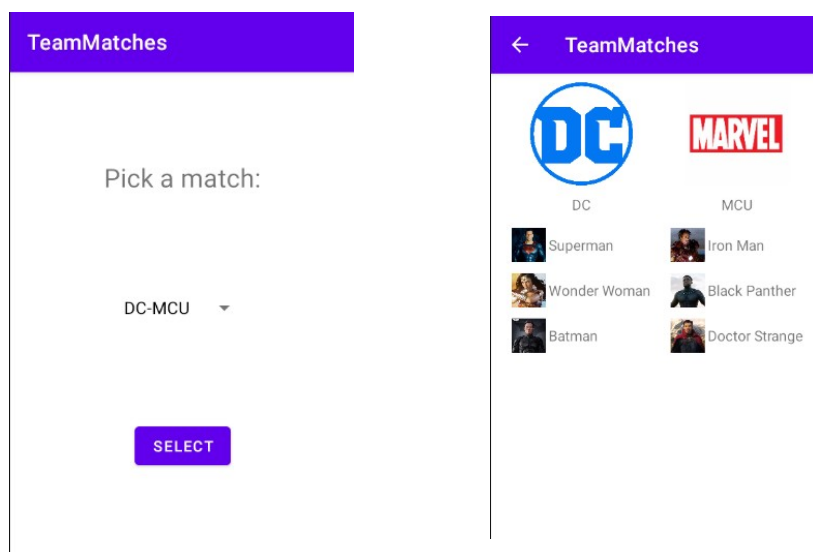 TeamMatches
Pick a match:
DC-MCU
SELECT
TeamMatches
DC
MARVEL
DC
MCU
Superman
Iron Man
Wonder Woman
Black Panther
Batman
Doctor Strange